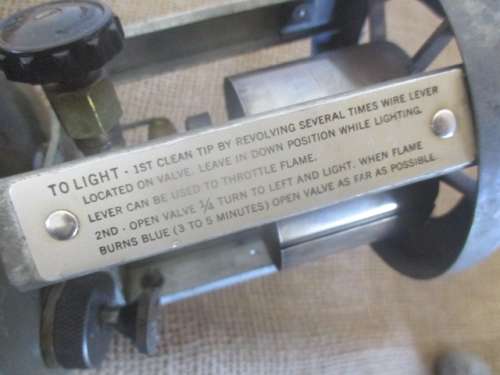 TO LIGHT - 1ST CLEAN TIP BY REVOLVING SEVERAL TIMES WIRE LEVER
LOCATED ON VALVE. LEAVE IN DOWN POSITION WHILE LIGHTING.
LEVER CAN BE USED TO THROTTLE FLAME.
2ND - OPEN VALVE ¼ TURN TO LEFT AND LIGHT. WHEN FLAME
BURNS BLUE (3 TO 5 MINUTES) OPEN VALVE AS FAR AS POSSIBLE.